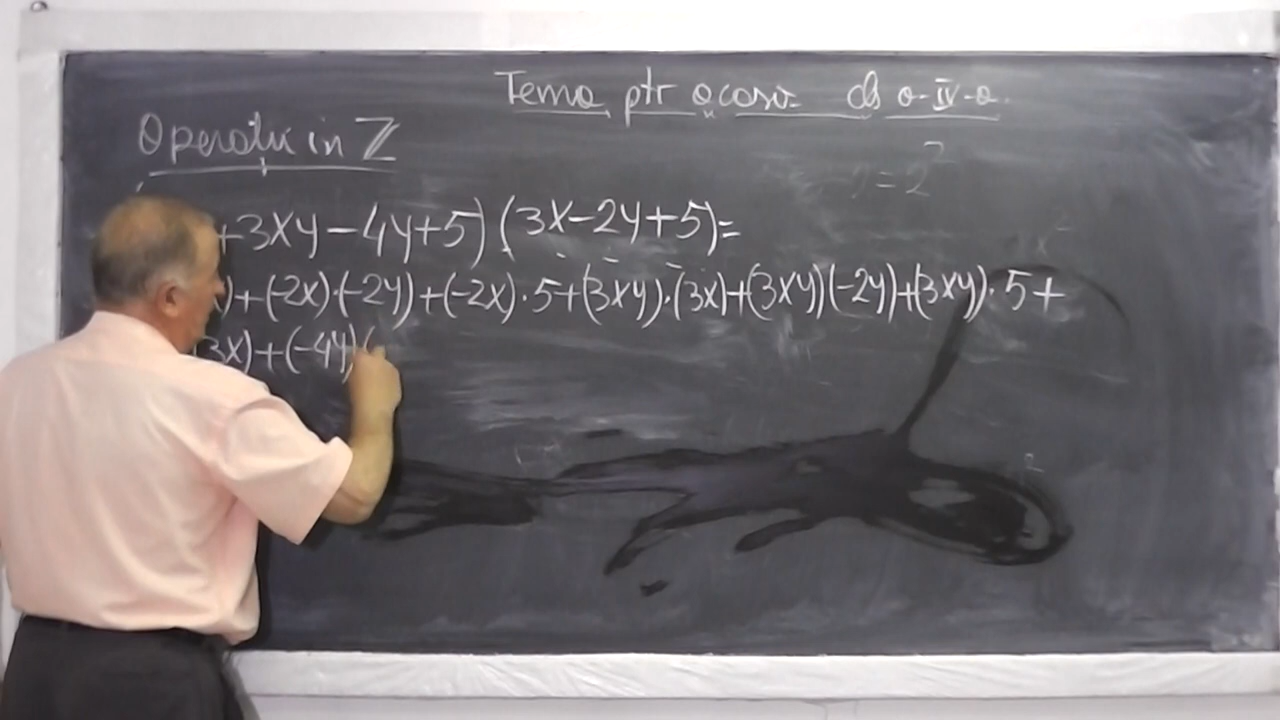 Tema ptr acasă cls a-IV-a.
Operații in Z
+3xy-4y+5)(3x-2y+5)=
)+(-2x)·(-2y)+(-2x)·5+(3xy)·(3x)+(3xy)(-2y)+(3xy)·5+
3x)+(-4y)(
=2